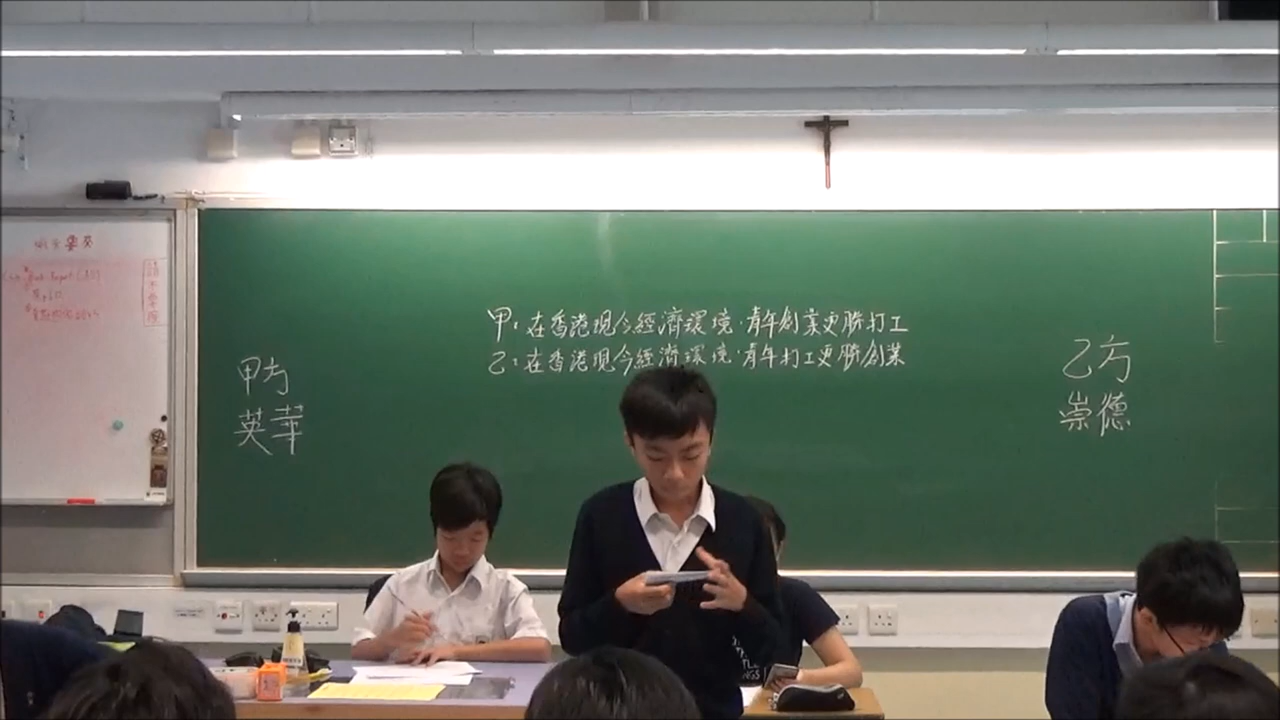 甲：在香港現今經濟環境，青年創業更勝打工
乙：在香港現今經濟環境，青年打工更勝創業
甲方
英華
乙方
崇德